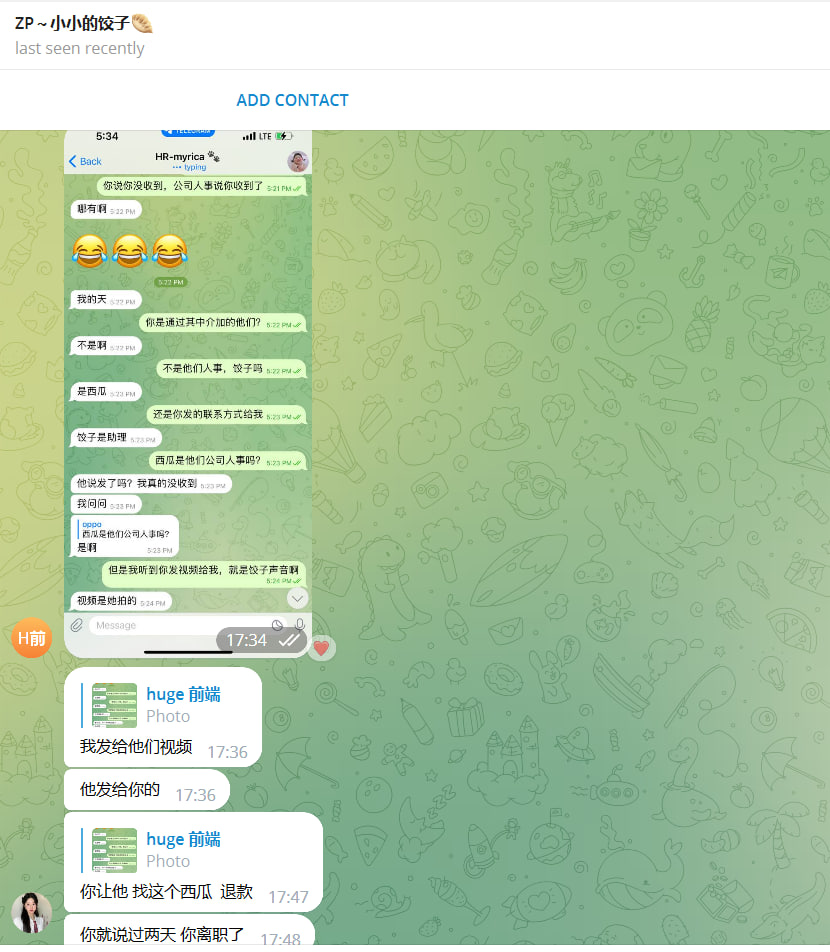 ZP ~ 小小的饺子🥟
last seen recently
ADD CONTACT
5:34
TELEGRAM
LTE
Back
HR-myrica 🐾
typing
你说你没收到，公司人事说你收到了 5:21 PM
哪有啊 5:22 PM
😂😂😂
5:22 PM
我的天 5:22 PM
你是通过其中介加的他们？ 5:22 PM
不是啊 5:22 PM
不是他们人事，饺子吗 5:22 PM
是西瓜 5:23 PM
还是你发的联系方式给我 5:23 PM
饺子是助理 5:23 PM
西瓜是他们公司人事吗？ 5:23 PM
他说发了吗？我真的没收到 5:23 PM
我问问 5:23 PM
oppo
西瓜是他们公司人事吗？
是啊 5:23 PM
但是我听到你发视频给我，就是饺子声音啊
5:24 PM
视频是她拍的 5:24 PM
Message
17:34
H前
huge 前端
Photo
我发给他们视频 17:36
他发给你的 17:36
huge 前端
Photo
你让他 找这个西瓜 退款 17:47
你就说过两天 你离职了 17:48